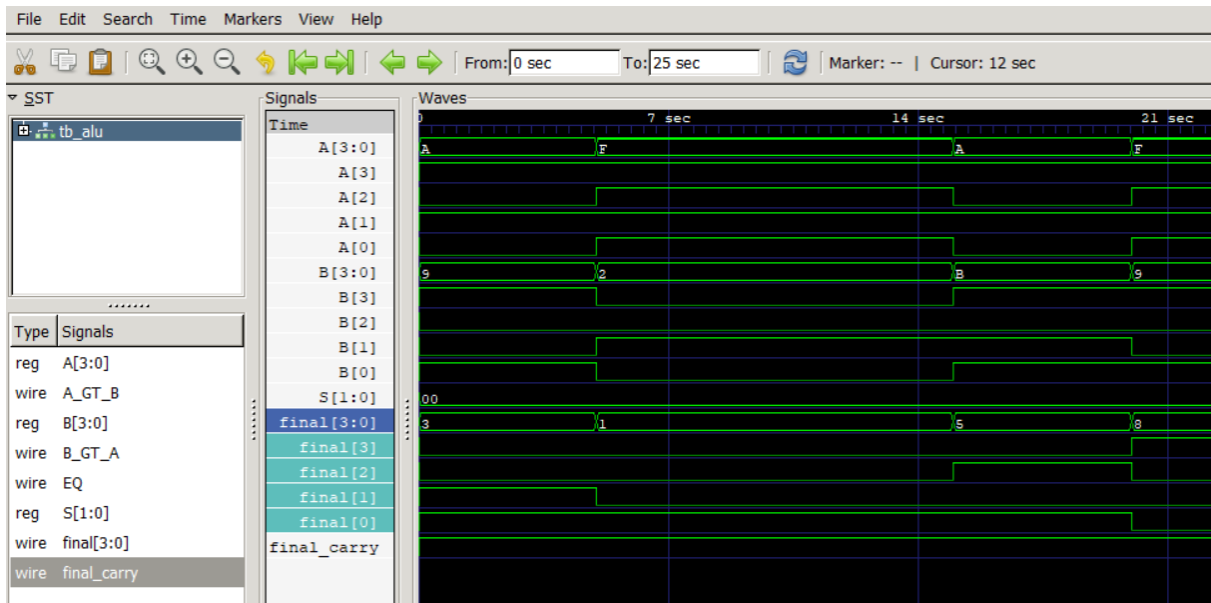 File Edit Search Time Markers View Help
From: 0 sec To: 25 sec Marker: -- | Cursor: 12 sec
SST
tb_alu
Type Signals
reg A[3:0]
wire A_GT_B
reg B[3:0]
wire B_GT_A
wire EQ
reg S[1:0]
wire final[3:0]
wire final_carry
Signals
Time
A[3:0]
A[3]
A[2]
A[1]
A[0]
B[3:0]
B[3]
B[2]
B[1]
B[0]
S[1:0]
final[3:0]
final[3]
final[2]
final[1]
final[0]
final_carry
Waves
0 7 sec 14 sec 21 sec
A F A F
9 2 B 9
00
3 1 5 8